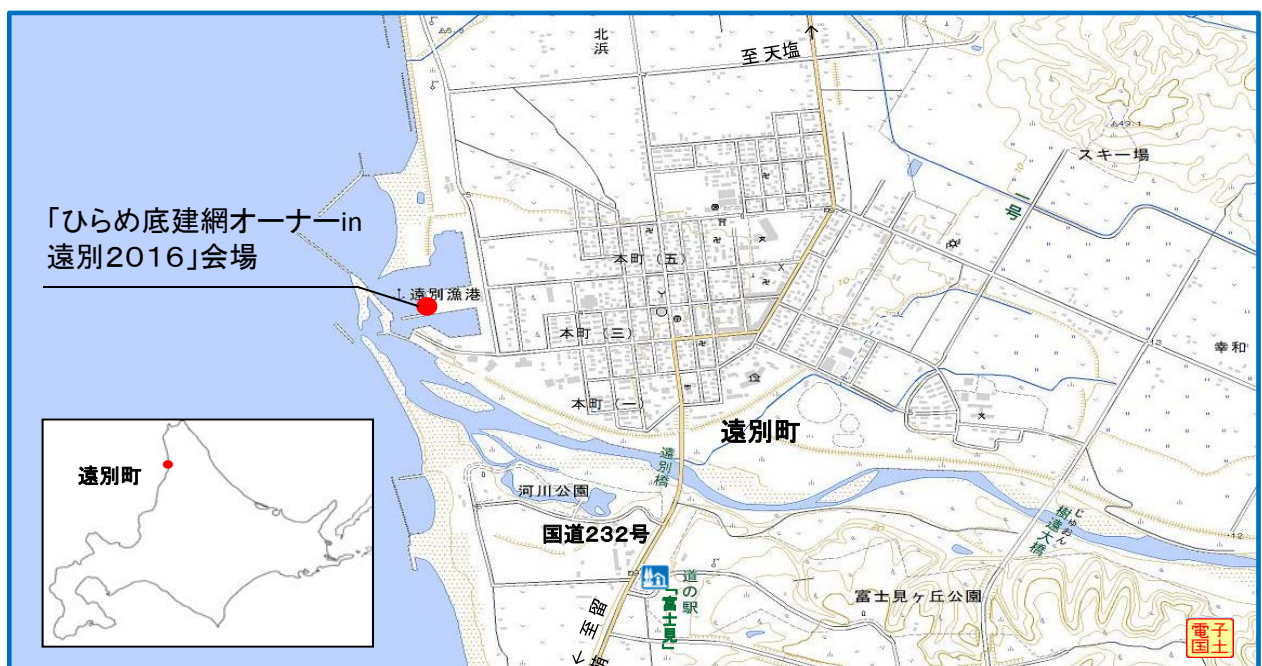 北浜
至 天塩
スキー場
二号
「ひらめ底建網オーナーin
遠別2016」会場
遠別漁港
本町(五)
本町(三)
本町(一)
幸和
遠別町
遠別橋
河川公園
国道232号
じゅおん
樹遠大橋
道の駅
「富士見」
富士見ヶ丘公園
至 留萌
遠別町
電子
国土